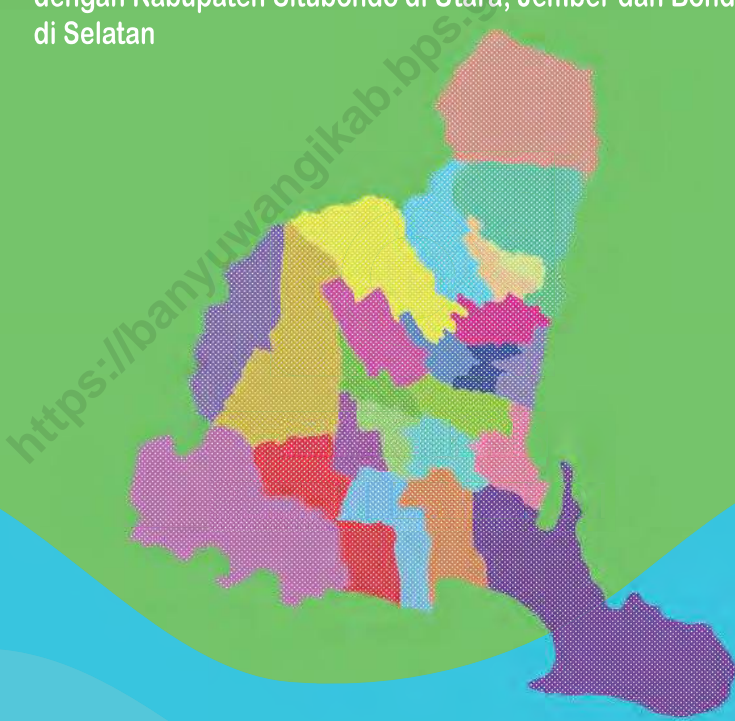 dengan Kabupaten Situbondo di Utara, Jember dan
di Selatan
https://banyuwangikab.bps.g